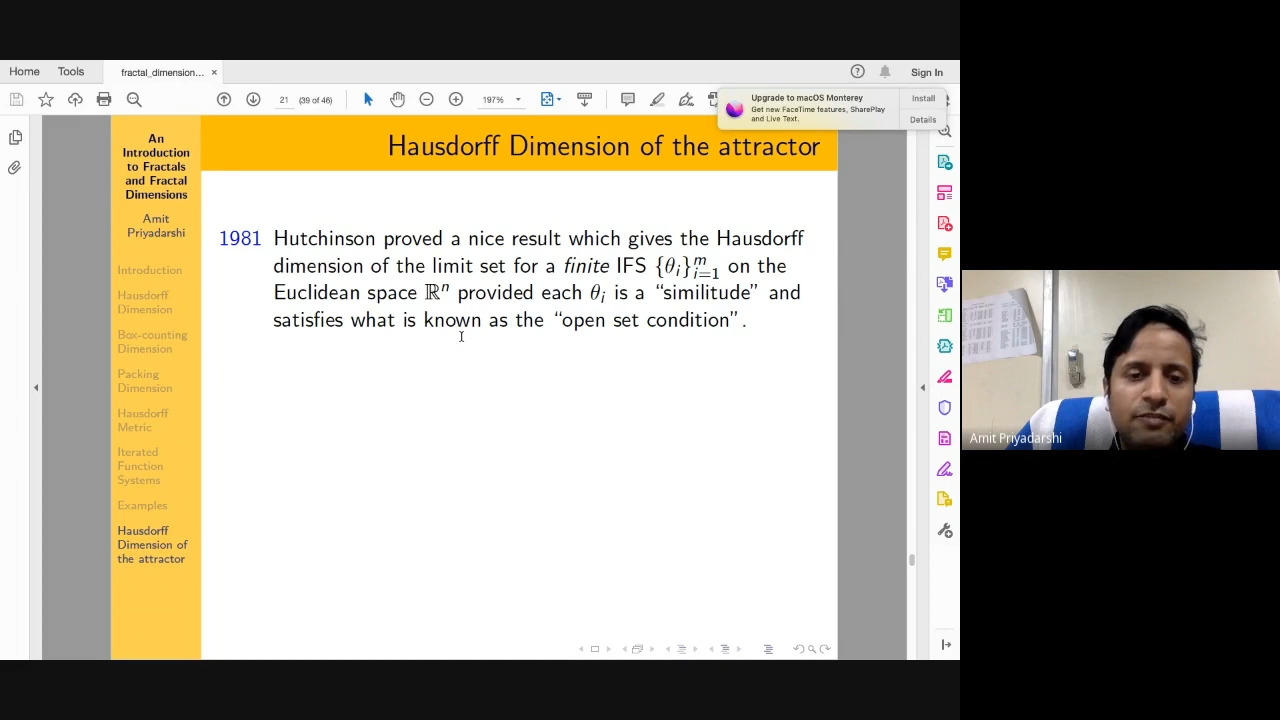 Home Tools fractal_dimension... ×
Sign In
21 (39 of 46) 197%
Upgrade to macOS Monterey
Get new FaceTime features, SharePlay
and Live Text.
Install
Details
An
Introduction
to Fractals
and Fractal
Dimensions
Amit
Priyadarshi
Introduction
Hausdorff
Dimension
Box-counting
Dimension
Packing
Dimension
Hausdorff
Metric
Iterated
Function
Systems
Examples
Hausdorff
Dimension of
the attractor
Hausdorff Dimension of the attractor
1981 Hutchinson proved a nice result which gives the Hausdorff
dimension of the limit set for a finite IFS {θᵢ}ᵢ₌₁ᵐ on the
Euclidean space ℝⁿ provided each θᵢ is a “similitude” and
satisfies what is known as the “open set condition”.
Amit Priyadarshi